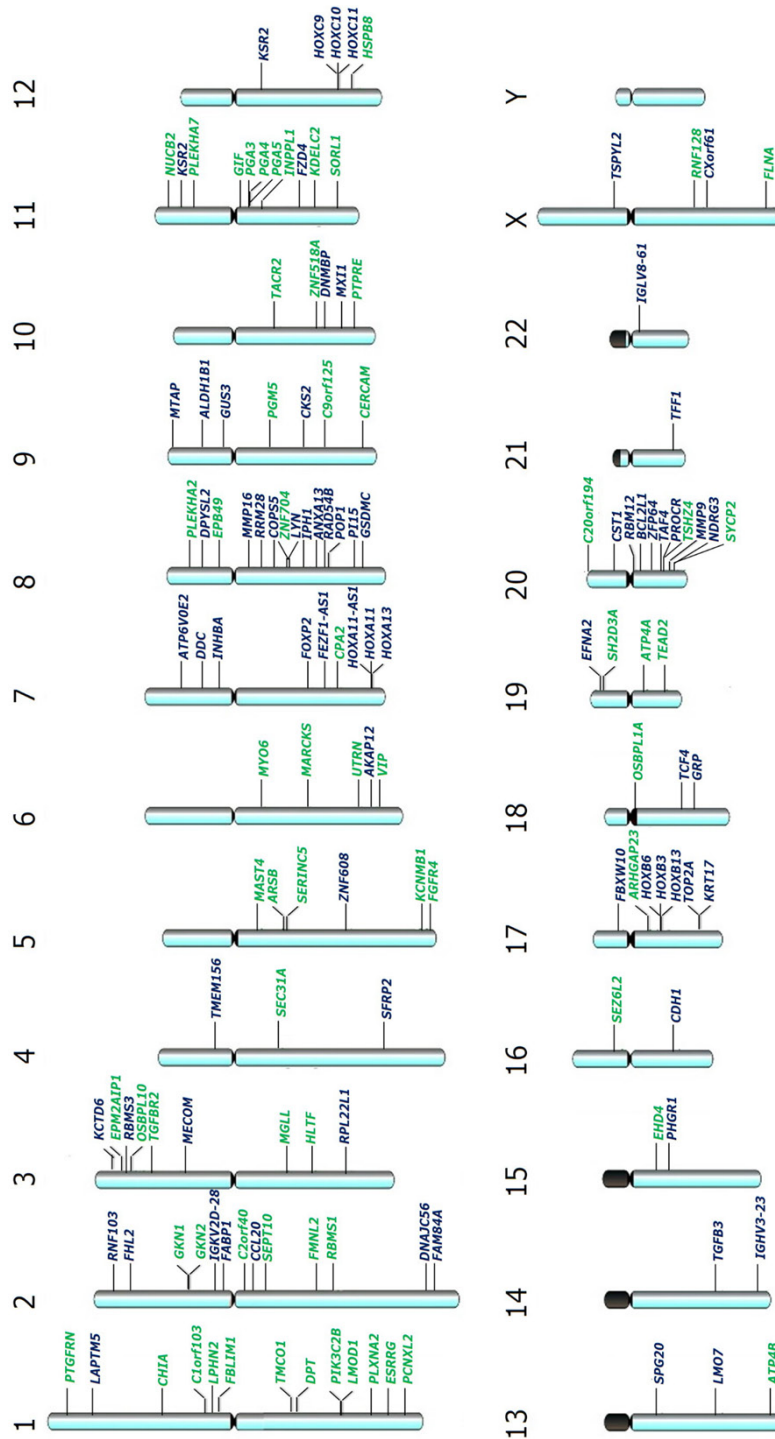 1
PTGFRN
LAPTM5
CHIA
C1orf103
LPHN2
FBLIM1
TMCO1
DPT
PIK3C2B
LMOD1
PLXNA2
ESRRG
PCNXL2
2
RNF103
FHL2
GKN1
GKN2
IGKV2D-28
FABP1
C2orf40
CCL20
SEPT10
FMNL2
RBMS1
DNAJC56
FAM84A
3
KCTD6
EPM2AIP1
RBMS3
OSBPL10
TGFBR2
MECOM
MGLL
HLTF
RPL22L1
4
TMEM156
SEC31A
SFRP2
5
MAST4
ARSB
SERINC5
ZNF608
KCNMB1
FGFR4
6
MYO6
MARCKS
UTRN
AKAP12
VIP
7
ATP6V0E2
DDC
INHBA
FOXP2
FEZF1-AS1
CPA2
HOXA11-AS1
HOXA11
HOXA13
8
PLEKHA2
DPYSL2
EPB49
MMP16
RRM28
COPS5
ZNF704
LYN
IPH1
ANXA13
RAD54B
POP1
PI15
GSDMC
9
MTAP
ALDH1B1
GUS3
PGM5
CKS2
C9orf125
CERCAM
10
TACR2
ZNF518A
DNMBP
MXI1
PTPRE
11
NUCB2
KSR2
PLEKHA7
GIF
PGA3
PGA4
PGA5
INPPL1
FZD4
KDELC2
SORL1
12
KSR2
HOXC9
HOXC10
HOXC11
HSPB8
13
SPG20
LMO7
ATP4B
14
TGFB3
IGHV3-23
15
EHD4
PHGR1
16
SEZ6L2
CDH1
17
FBXW10
ARHGAP23
HOXB6
HOXB3
HOXB13
TOP2A
KRT17
18
OSBPL1A
TCF4
GRP
19
EFNA2
SH2D3A
ATP4A
TEAD2
20
C20orf194
CST1
RBM12
BCL2L1
ZFP64
TAF4
PROCR
TSHZ4
MMP9
NDRG3
SYCP2
21
TFF1
22
IGLV8-61
X
TSPYL2
RNF128
CXorf61
FLNA
Y